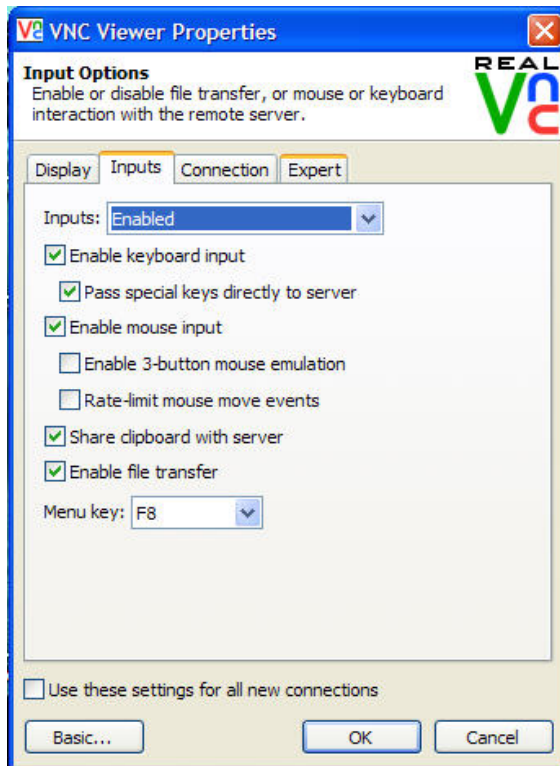 VNC Viewer Properties
Input Options
Enable or disable file transfer, or mouse or keyboard
interaction with the remote server.
REAL
VNC
Display Inputs Connection Expert
Inputs: Enabled
Enable keyboard input
Pass special keys directly to server
Enable mouse input
Enable 3-button mouse emulation
Rate-limit mouse move events
Share clipboard with server
Enable file transfer
Menu key: F8
Use these settings for all new connections
Basic... OK Cancel